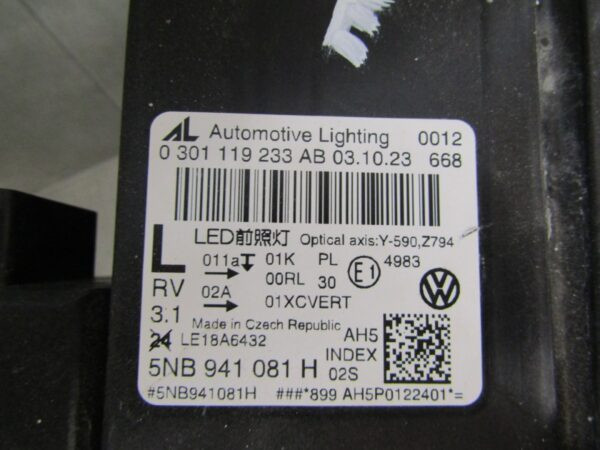 AL Automotive Lighting 0012
0 301 119 233 AB 03.10.23 668
LED前照灯 Optical axis:Y-590,Z794
L 011a 01K PL E1 4983
00RL 30
RV 02A 01XCVERT
3.1 Made in Czech Republic AH5
24 LE18A6432 INDEX
5NB 941 081 H 02S
#5NB941081H ###*899 AH5P0122401*=